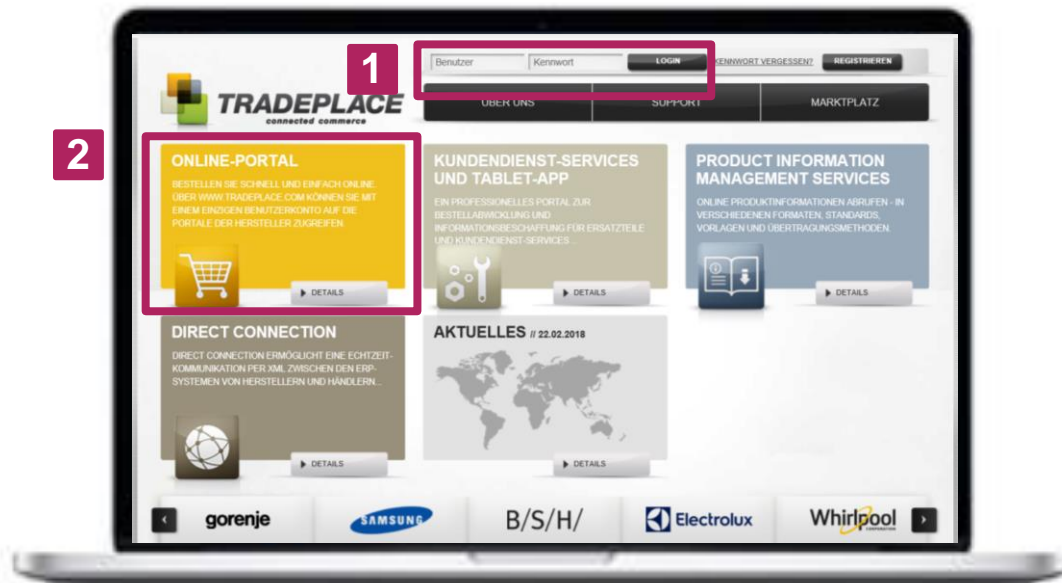 1
Benutzer Kennwort LOGIN KENNWORT VERGESSEN? REGISTRIEREN
TRADEPLACE
connected commerce
ÜBER UNS SUPPORT MARKTPLATZ
2
ONLINE-PORTAL
BESTELLEN SIE SCHNELL UND EINFACH ONLINE.
ÜBER WWW.TRADEPLACE.COM KÖNNEN SIE MIT
EINEM EINZIGEN BENUTZERKONTO AUF DIE
PORTALE DER HERSTELLER ZUGREIFEN.
DETAILS
KUNDENDIENST-SERVICES
UND TABLET-APP
EIN PROFESSIONELLES PORTAL ZUR
BESTELLABWICKLUNG UND
INFORMATIONSBESCHAFFUNG FÜR ERSATZTEILE
UND KUNDENDIENST-SERVICES...
DETAILS
PRODUCT INFORMATION
MANAGEMENT SERVICES
ONLINE PRODUKTINFORMATIONEN ABRUFEN - IN
VERSCHIEDENEN FORMATEN, STANDARDS,
VORLAGEN UND ÜBERTRAGUNGSMETHODEN.
DETAILS
DIRECT CONNECTION
DIRECT CONNECTION ERMÖGLICHT EINE ECHTZEIT-
KOMMUNIKATION PER XML ZWISCHEN DEN ERP-
SYSTEMEN VON HERSTELLERN UND HÄNDLERN...
DETAILS
AKTUELLES // 22.02.2018
DETAILS
gorenje SAMSUNG B/S/H/ Electrolux Whirlpool
CORPORATION